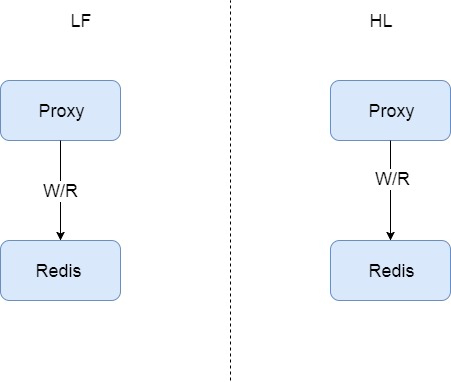 LF
HL
Proxy
Proxy
W/R
W/R
Redis
Redis